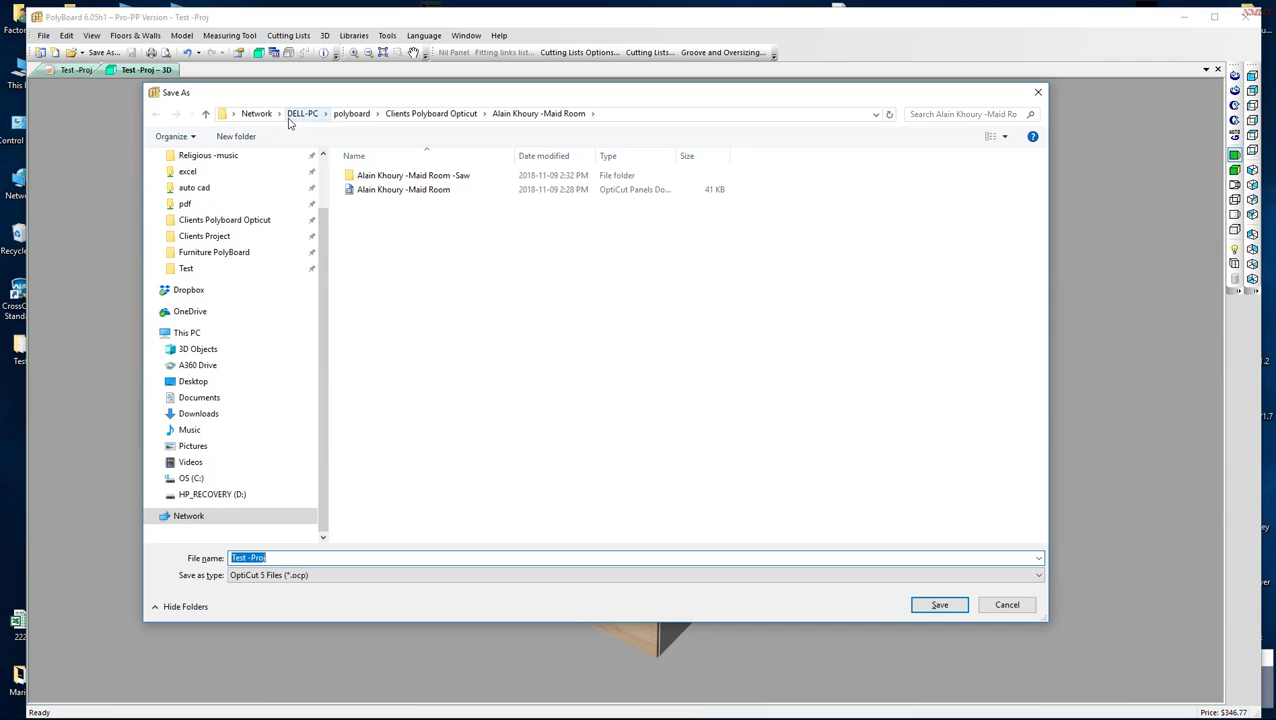 PolyBoard 6.05h1 – Pro-PP Version - Test -Proj
File Edit View Floors & Walls Model Measuring Tool Cutting Lists 3D Libraries Tools Language Window Help
Save As... Nil Panel Fitting links list... Cutting Lists Options... Cutting Lists... Groove and Oversizing...
Test -Proj Test -Proj – 3D
Save As
Network DELL-PC polyboard Clients Polyboard Opticut Alain Khoury -Maid Room Search Alain Khoury -Maid Ro
Organize New folder
Name Date modified Type Size
Religious -music
excel
auto cad
pdf
Clients Polyboard Opticut
Clients Project
Furniture PolyBoard
Test
Dropbox
OneDrive
This PC
3D Objects
A360 Drive
Desktop
Documents
Downloads
Music
Pictures
Videos
OS (C:)
HP_RECOVERY (D:)
Network
Alain Khoury -Maid Room -Saw 2018-11-09 2:32 PM File folder
Alain Khoury -Maid Room 2018-11-09 2:28 PM OptiCut Panels Do... 41 KB
File name: Test -Proj
Save as type: OptiCut 5 Files (*.ocp)
Hide Folders Save Cancel
Ready Price: $346.77